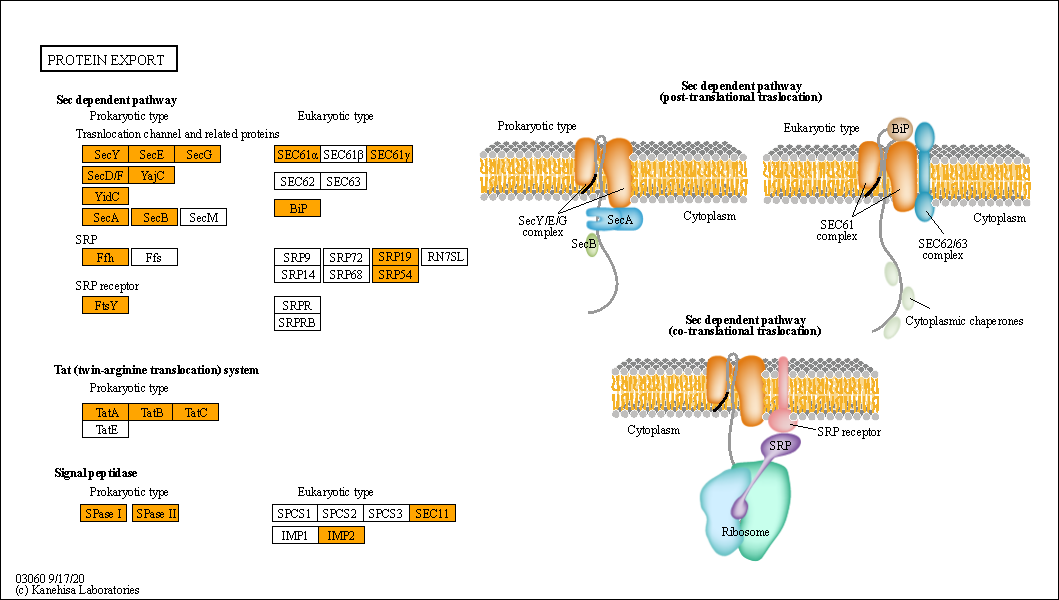 PROTEIN EXPORT
Sec dependent pathway
Prokaryotic type
Eukaryotic type
Trasnlocation channel and related proteins
SecY SecE SecG
SEC61α SEC61β SEC61γ
SecD/F YajC
SEC62 SEC63
YidC
BiP
SecA SecB SecM
SRP
Ffh Ffs
SRP9 SRP72 SRP19 RN7SL
SRP14 SRP68 SRP54
SRP receptor
FtsY
SRPR
SRPRB
Tat (twin-arginine translocation) system
Prokaryotic type
TatA TatB TatC
TatE
Signal peptidase
Prokaryotic type
Eukaryotic type
SPase I SPase II
SPCS1 SPCS2 SPCS3 SEC11
IMP1 IMP2
Sec dependent pathway
(post-translational traslocation)
Prokaryotic type
SecY/E/G
complex
SecA
SecB
Cytoplasm
Eukaryotic type
BiP
SEC61
complex
SEC62/63
complex
Cytoplasm
Cytoplasmic chaperones
Sec dependent pathway
(co-translational traslocation)
Cytoplasm
SRP receptor
SRP
Ribosome
03060 9/17/20
(c) Kanehisa Laboratories